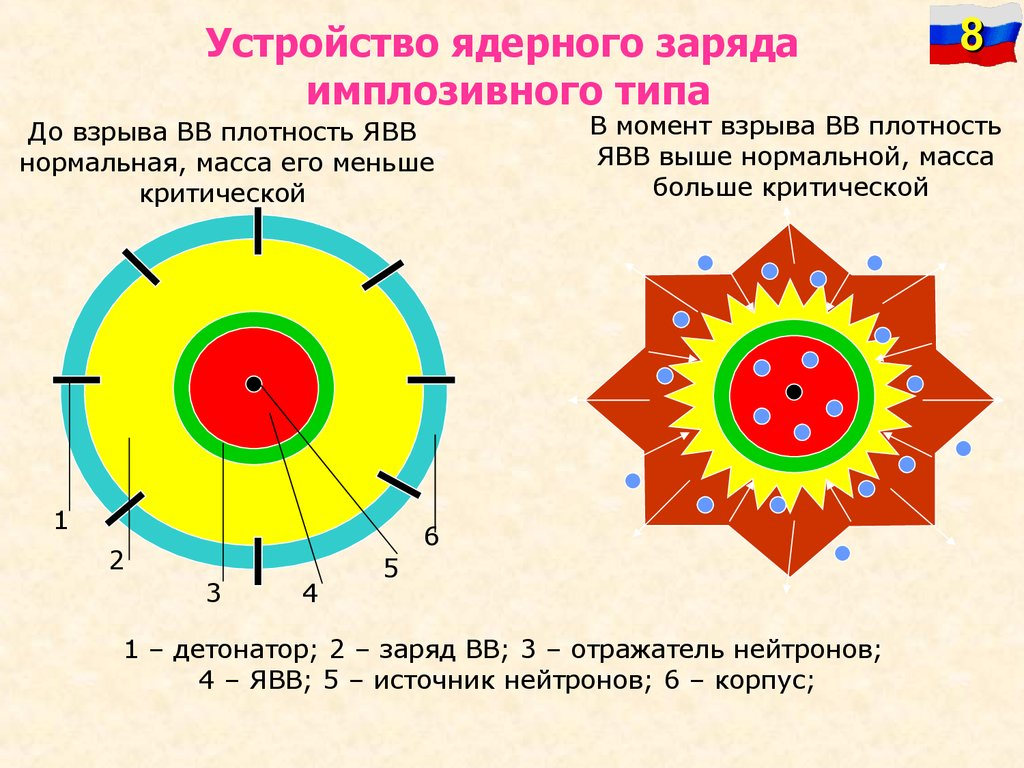 8
Устройство ядерного заряда
имплозивного типа
До взрыва ВВ плотность ЯВВ
нормальная, масса его меньше
критической
В момент взрыва ВВ плотность
ЯВВ выше нормальной, масса
больше критической
1
2
3
4
5
6
1 – детонатор; 2 – заряд ВВ; 3 – отражатель нейтронов;
4 – ЯВВ; 5 – источник нейтронов; 6 – корпус;